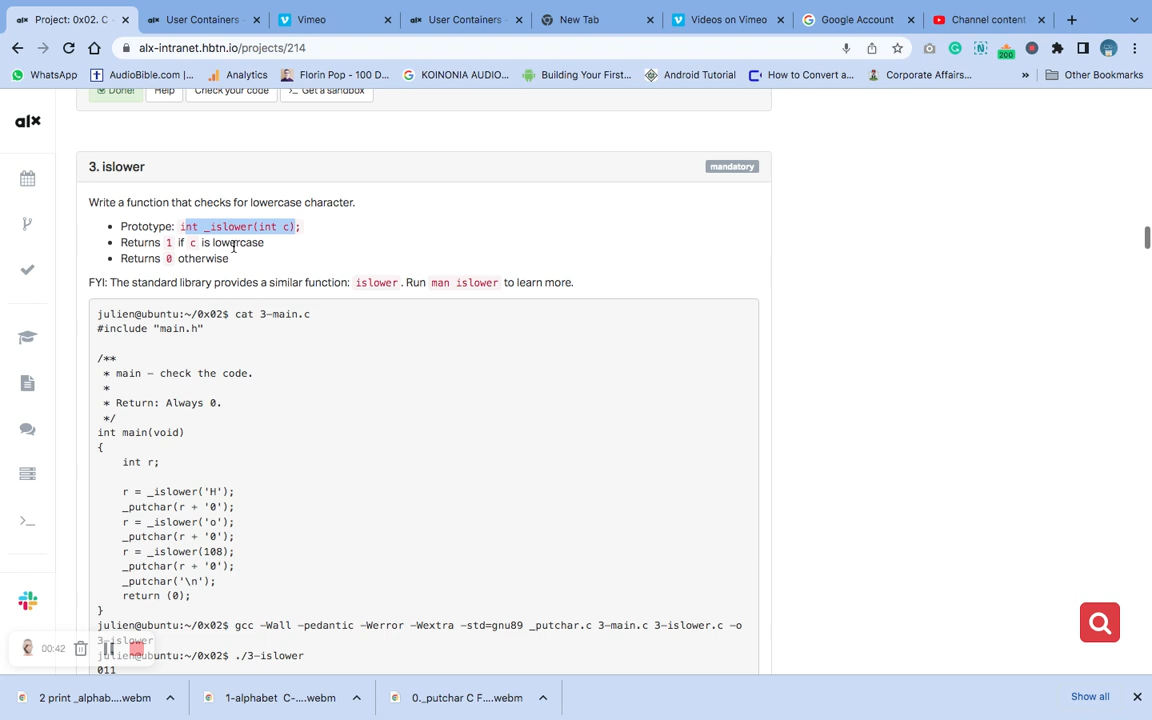 Project: 0x02. C
User Containers
Vimeo
User Containers
New Tab
Videos on Vimeo
Google Account
Channel content
alx-intranet.hbtn.io/projects/214
200
WhatsApp
AudioBible.com |...
Analytics
Florin Pop - 100 D...
KOINONIA AUDIO...
Building Your First...
Android Tutorial
How to Convert a...
Corporate Affairs...
»
Other Bookmarks
Done!
Help
Check your code
>_ Get a sandbox
alx
3. islower
mandatory
Write a function that checks for lowercase character.
• Prototype: int _islower(int c);
• Returns 1 if c is lowercase
• Returns 0 otherwise
FYI: The standard library provides a similar function: islower. Run man islower to learn more.
julien@ubuntu:~/0x02$ cat 3-main.c
#include "main.h"
/**
* main - check the code.
*
* Return: Always 0.
*/
int main(void)
{
int r;
r = _islower('H');
_putchar(r + '0');
r = _islower('o');
_putchar(r + '0');
r = _islower(108);
_putchar(r + '0');
_putchar('\n');
return (0);
}
julien@ubuntu:~/0x02$ gcc -Wall -pedantic -Werror -Wextra -std=gnu89 _putchar.c 3-main.c 3-islower.c -o
3-islower
julien@ubuntu:~/0x02$ ./3-islower
011
00:42
2 print _alphab....webm
1-alphabet C-....webm
0._putchar C F....webm
Show all